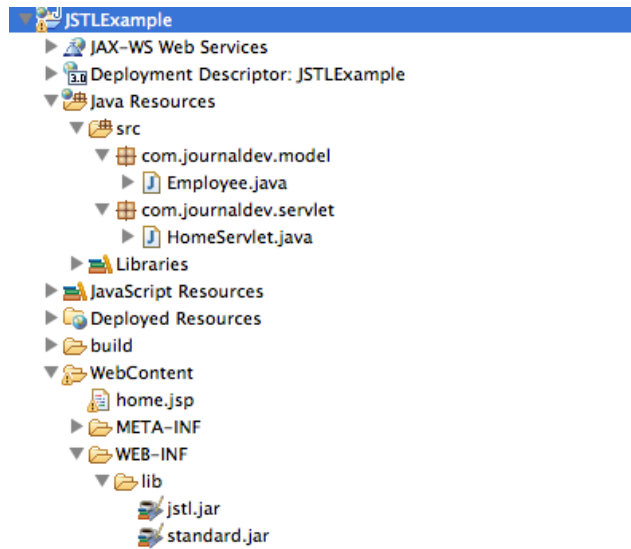 JSTLExample
JAX-WS Web Services
3.0 Deployment Descriptor: JSTLExample
Java Resources
src
com.journaldev.model
J Employee.java
com.journaldev.servlet
J HomeServlet.java
Libraries
JavaScript Resources
Deployed Resources
build
WebContent
home.jsp
META-INF
WEB-INF
lib
jstl.jar
standard.jar